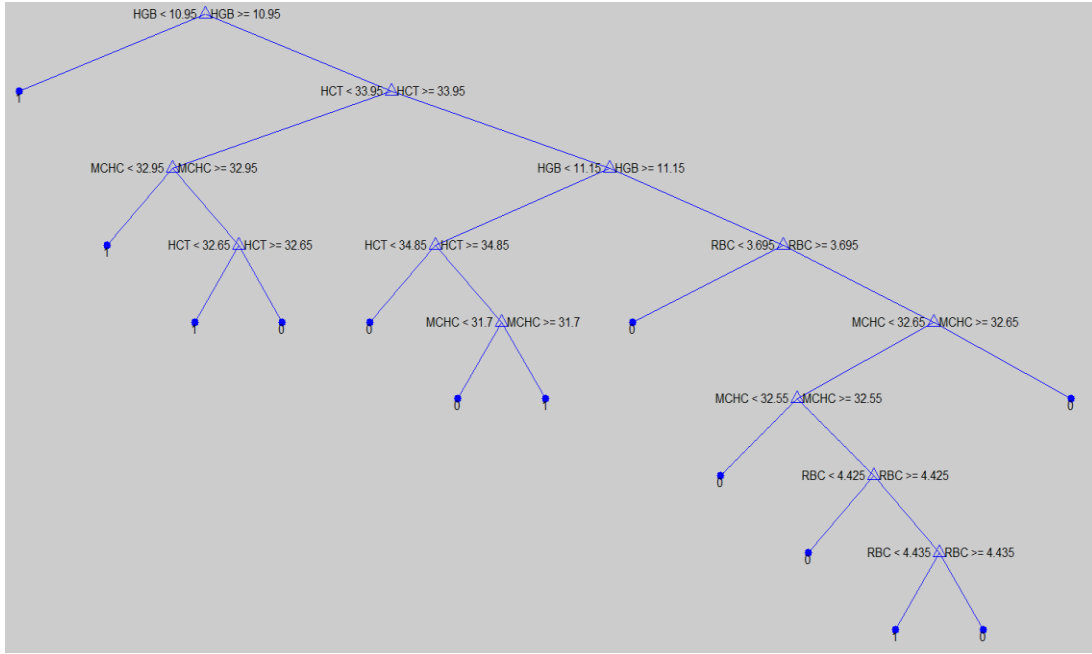 HGB < 10.95 HGB >= 10.95
1
HCT < 33.95 HCT >= 33.95
MCHC < 32.95 MCHC >= 32.95
HGB < 11.15 HGB >= 11.15
1
HCT < 32.65 HCT >= 32.65
HCT < 34.85 HCT >= 34.85
RBC < 3.695 RBC >= 3.695
1
0
0
MCHC < 31.7 MCHC >= 31.7
0
MCHC < 32.65 MCHC >= 32.65
0
1
MCHC < 32.55 MCHC >= 32.55
0
0
RBC < 4.425 RBC >= 4.425
0
RBC < 4.435 RBC >= 4.435
1
0